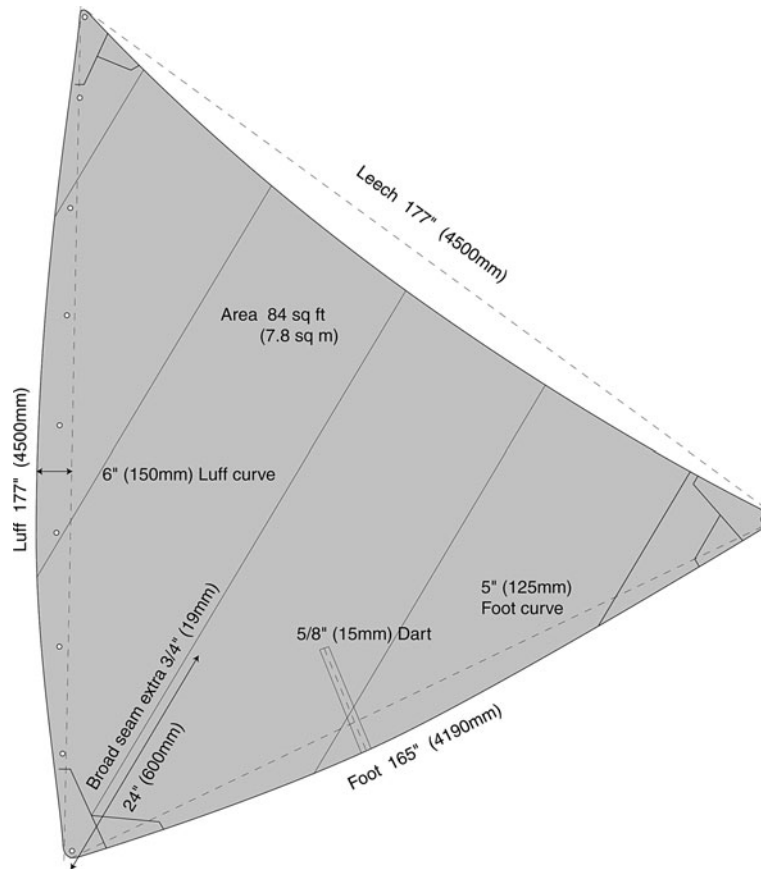 Leech 177" (4500mm)
Area 84 sq ft
(7.8 sq m)
Luff 177" (4500mm)
6" (150mm) Luff curve
5" (125mm)
Foot curve
5/8" (15mm) Dart
Broad seam extra 3/4" (19mm)
24" (600mm)
Foot 165" (4190mm)